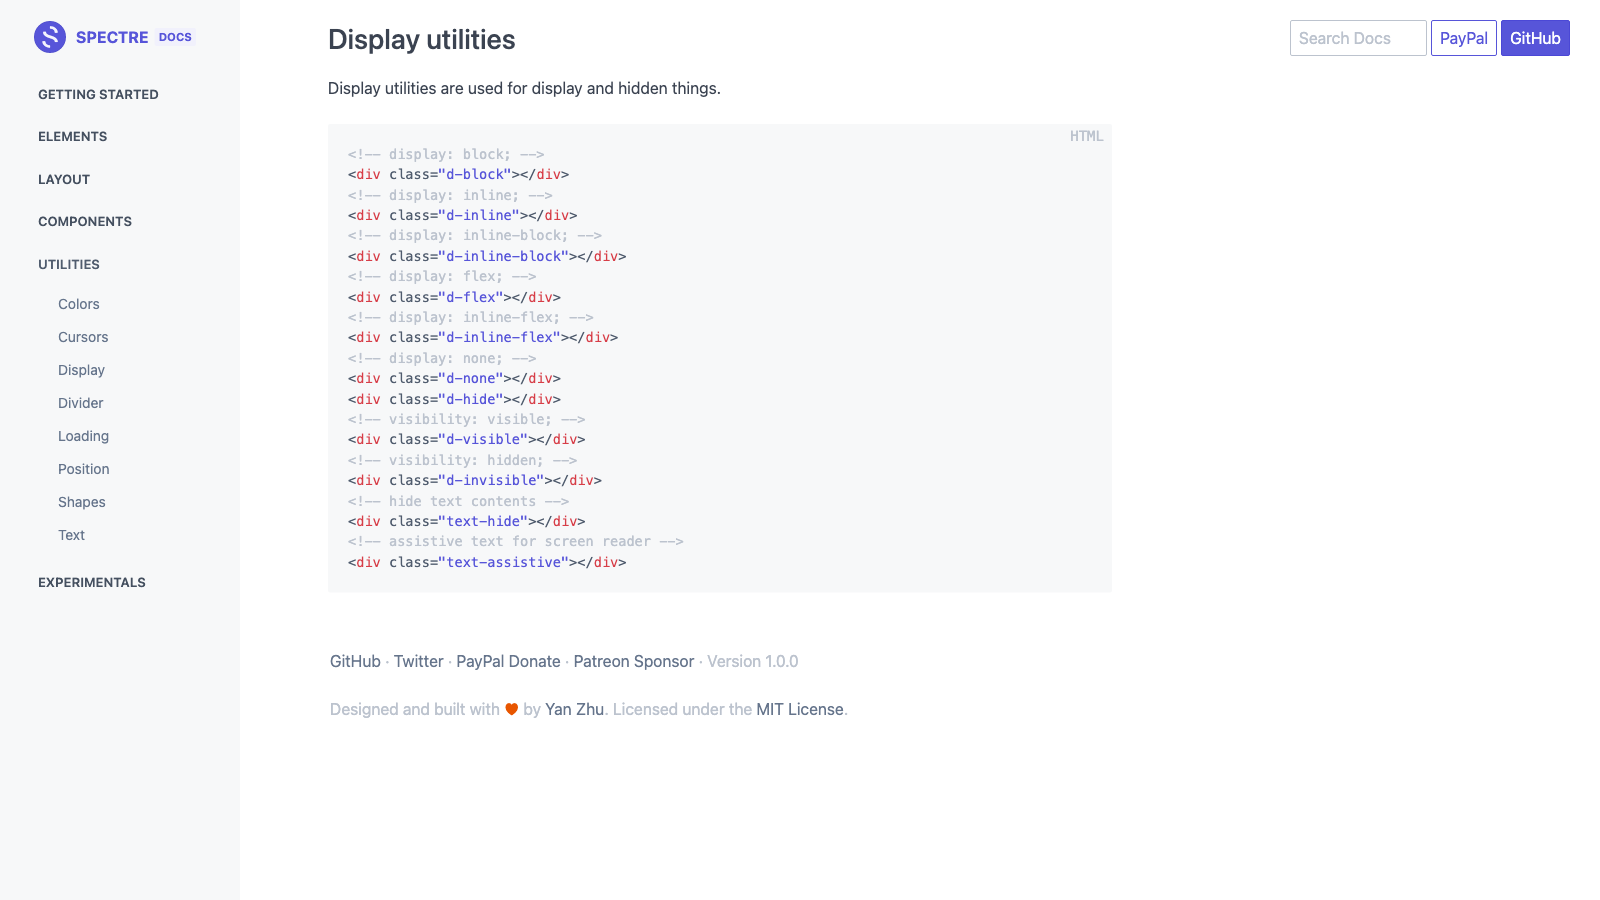 SPECTRE DOCS
GETTING STARTED
ELEMENTS
LAYOUT
COMPONENTS
UTILITIES
Colors
Cursors
Display
Divider
Loading
Position
Shapes
Text
EXPERIMENTALS
Display utilities
Search Docs
PayPal
GitHub
Display utilities are used for display and hidden things.
HTML
<!-- display: block; -->
<div class="d-block"></div>
<!-- display: inline; -->
<div class="d-inline"></div>
<!-- display: inline-block; -->
<div class="d-inline-block"></div>
<!-- display: flex; -->
<div class="d-flex"></div>
<!-- display: inline-flex; -->
<div class="d-inline-flex"></div>
<!-- display: none; -->
<div class="d-none"></div>
<div class="d-hide"></div>
<!-- visibility: visible; -->
<div class="d-visible"></div>
<!-- visibility: hidden; -->
<div class="d-invisible"></div>
<!-- hide text contents -->
<div class="text-hide"></div>
<!-- assistive text for screen reader -->
<div class="text-assistive"></div>
GitHub · Twitter · PayPal Donate · Patreon Sponsor · Version 1.0.0
Designed and built with ♥ by Yan Zhu. Licensed under the MIT License.